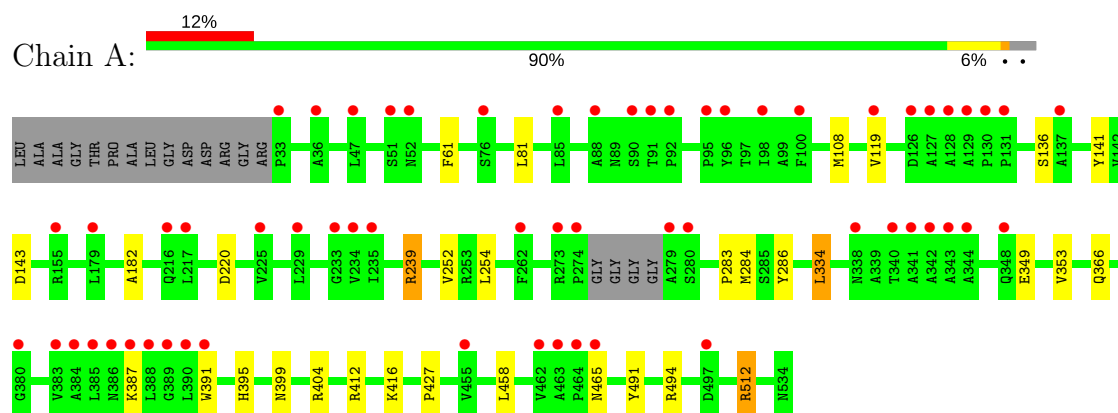 12%
Chain A:
90% 6% • •
LEU ALA ALA GLY THR PRO ALA LEU GLY ASP ASP ARG GLY ARG P33 A36 L47 S51 N52 F61 S76 L81 L85 A88 N89 S90 T91 P92 P95 Y96 T97 I98 A99 F100 M108 V119 D126 A127 A128 A129 P130 P131 S136 A137 Y141
D143 R155 L179 A182 Q216 L217 D220 V225 L229 G233 V234 I235 R239 V252 R253 L254 F262 R273 P274 GLY GLY GLY GLY A279 S280 P283 M284 S285 Y286 L334 N338 A339 T340 A341 A342 A343 A344 Q348 E349 V353 Q366
G380 V383 A384 L385 N386 K387 L388 G389 L390 W391 H395 N399 R404 R412 K416 P427 V455 L458 V462 A463 P464 N465 Y491 R494 D497 R512 N534